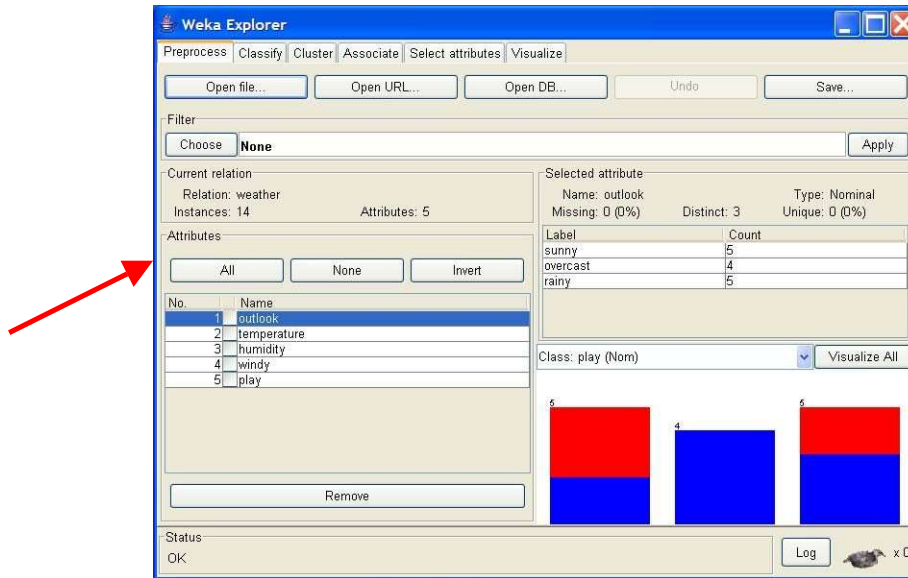 Weka Explorer
Preprocess Classify Cluster Associate Select attributes Visualize
Open file... Open URL... Open DB... Undo Save...
Filter
Choose None Apply
Current relation
Relation: weather
Instances: 14 Attributes: 5
Selected attribute
Name: outlook Type: Nominal
Missing: 0 (0%) Distinct: 3 Unique: 0 (0%)
Attributes
All None Invert
No. Name
1 outlook
2 temperature
3 humidity
4 windy
5 play
Remove
Label Count
sunny 5
overcast 4
rainy 5
Class: play (Nom) Visualize All
5 4 5
Status
OK
Log x 0